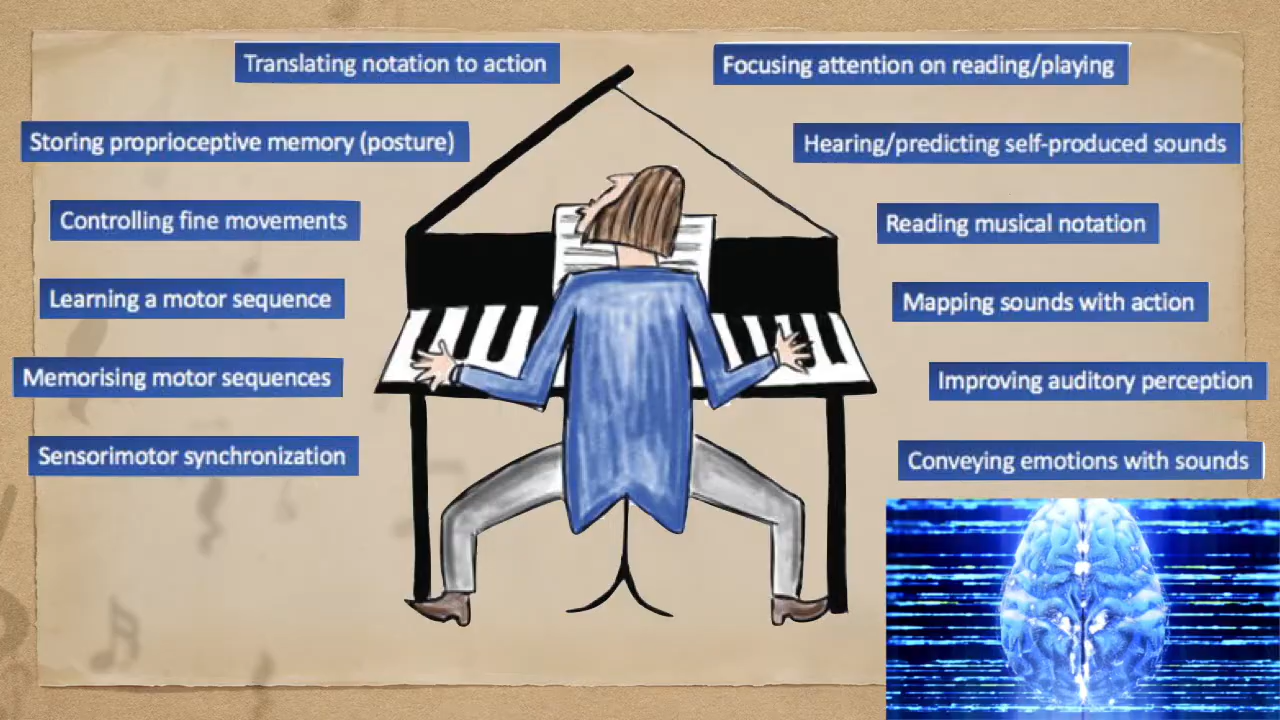 Translating notation to action
Focusing attention on reading/playing
Storing proprioceptive memory (posture)
Hearing/predicting self-produced sounds
Controlling fine movements
Reading musical notation
Learning a motor sequence
Mapping sounds with action
Memorising motor sequences
Improving auditory perception
Sensorimotor synchronization
Conveying emotions with sounds